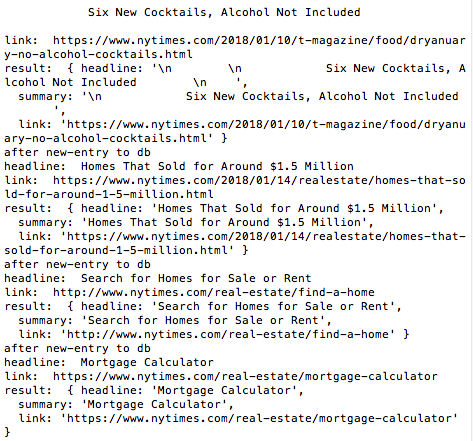 Six New Cocktails, Alcohol Not Included
link:  https://www.nytimes.com/2018/01/10/t-magazine/food/dryanuar
y-no-alcohol-cocktails.html
result:  { headline: '\n        \n            Six New Cocktails, A
lcohol Not Included        \n    ',
  summary: '\n            Six New Cocktails, Alcohol Not Included
     ',
  link: 'https://www.nytimes.com/2018/01/10/t-magazine/food/dryanu
ary-no-alcohol-cocktails.html' }
after new-entry to db
headline:  Homes That Sold for Around $1.5 Million
link:  https://www.nytimes.com/2018/01/14/realestate/homes-that-so
ld-for-around-1-5-million.html
result:  { headline: 'Homes That Sold for Around $1.5 Million',
  summary: 'Homes That Sold for Around $1.5 Million',
  link: 'https://www.nytimes.com/2018/01/14/realestate/homes-that-
sold-for-around-1-5-million.html' }
after new-entry to db
headline:  Search for Homes for Sale or Rent
link:  http://www.nytimes.com/real-estate/find-a-home
result:  { headline: 'Search for Homes for Sale or Rent',
  summary: 'Search for Homes for Sale or Rent',
  link: 'http://www.nytimes.com/real-estate/find-a-home' }
after new-entry to db
headline:  Mortgage Calculator
link:  https://www.nytimes.com/real-estate/mortgage-calculator
result:  { headline: 'Mortgage Calculator',
  summary: 'Mortgage Calculator',
  link: 'https://www.nytimes.com/real-estate/mortgage-calculator'
}